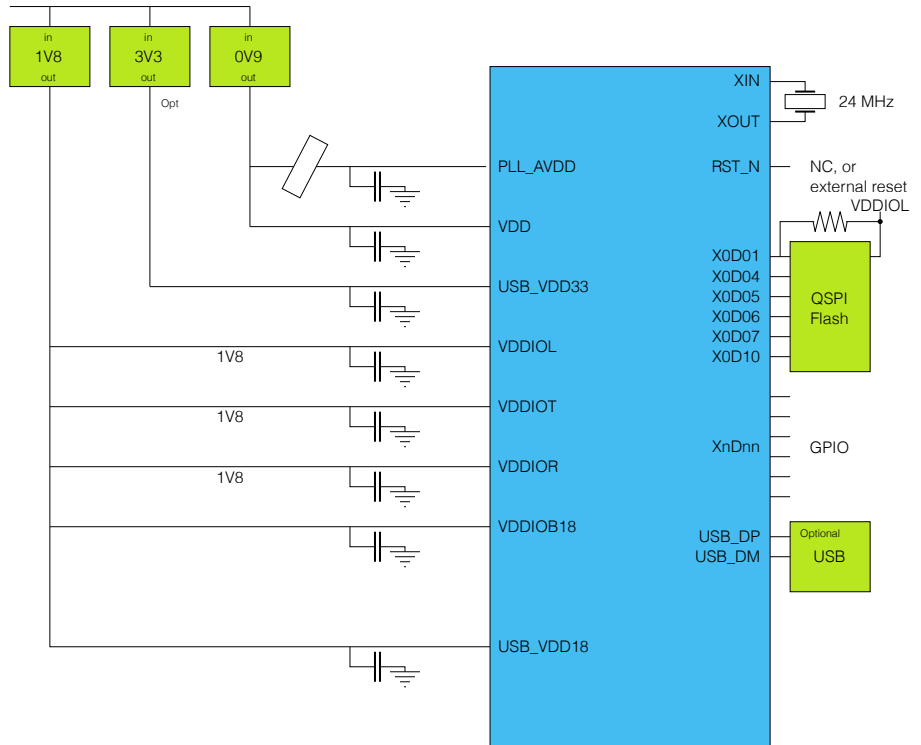 in
1V8
out
in
3V3
out
Opt
in
0V9
out
PLL_AVDD
VDD
USB_VDD33
VDDIOL
1V8
VDDIOT
1V8
VDDIOR
1V8
VDDIOB18
USB_VDD18
XIN
24 MHz
XOUT
RST_N
NC, or
external reset
VDDIOL
X0D01
X0D04
X0D05
X0D06
X0D07
X0D10
QSPI
Flash
XnDnn
GPIO
USB_DP
USB_DM
Optional
USB